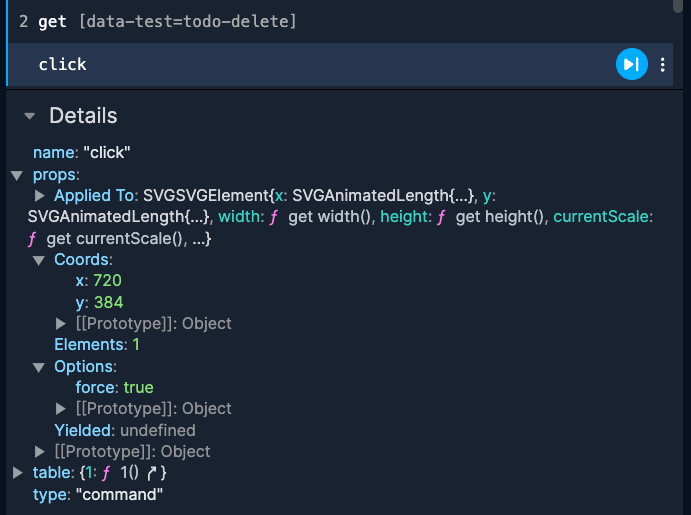 2 get [data-test=todo-delete]
click
Details
name: "click"
props:
Applied To: SVGSVGElement{x: SVGAnimatedLength{…}, y:
SVGAnimatedLength{…}, width: ƒ get width(), height: ƒ get height(), currentScale:
ƒ get currentScale(), …}
Coords:
x: 720
y: 384
[[Prototype]]: Object
Elements: 1
Options:
force: true
[[Prototype]]: Object
Yielded: undefined
[[Prototype]]: Object
table: {1: ƒ 1() ↱}
type: "command"